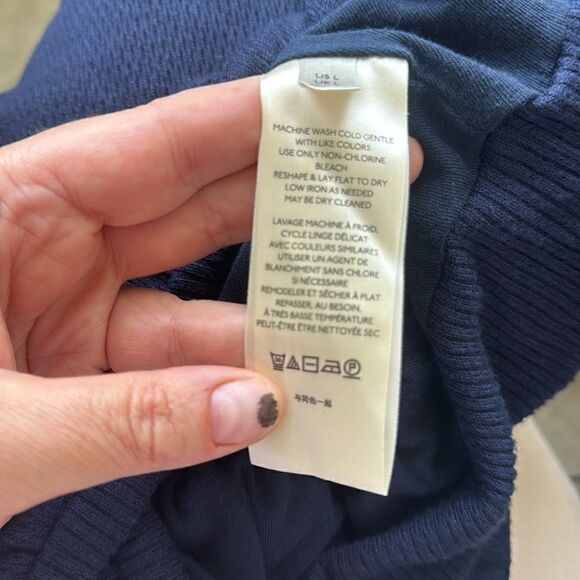 US L
UK L
MACHINE WASH COLD GENTLE
WITH LIKE COLORS
USE ONLY NON-CHLORINE
BLEACH
RESHAPE & LAY FLAT TO DRY
LOW IRON AS NEEDED
MAY BE DRY CLEANED
LAVAGE MACHINE À FROID,
CYCLE LINGE DÉLICAT
AVEC COULEURS SIMILAIRES,
UTILISER UN AGENT DE
BLANCHIMENT SANS CHLORE
SI NÉCESSAIRE
REMODELER ET SÉCHER À PLAT
REPASSER, AU BESOIN,
À TRÈS BASSE TEMPÉRATURE
PEUT-ÊTRE ÊTRE NETTOYÉE SEC
30 P
与同色一起